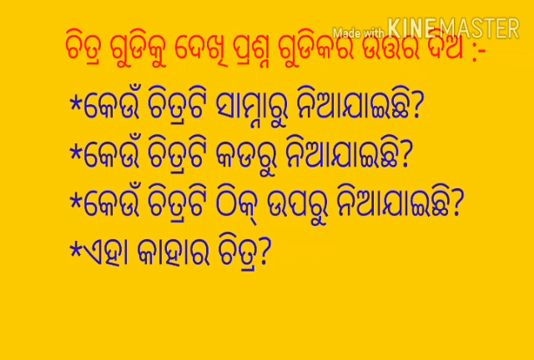 Made with KINEMASTER
ଚିତ୍ର ଗୁଡିକୁ ଦେଖି ପ୍ରଶ୍ନ ଗୁଡିକର ଉତ୍ତର ଦିଅ :-
*କେଉଁ ଚିତ୍ରଟି ସାମ୍ନାରୁ ନିଆଯାଇଛି?
*କେଉଁ ଚିତ୍ରଟି କଡରୁ ନିଆଯାଇଛି?
*କେଉଁ ଚିତ୍ରଟି ଠିକ୍ ଉପରୁ ନିଆଯାଇଛି?
*ଏହା କାହାର ଚିତ୍ର?